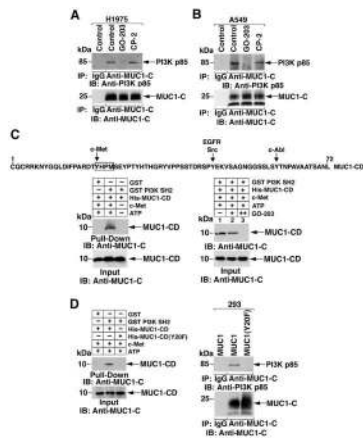 A
H1975
Control
Control
GO-203
CP-2
kDa
85
PI3K p85
IP: IgG Anti-MUC1-C
IB: Anti-PI3K p85
kDa
25
MUC1-C
IP: IgG Anti-MUC1-C
IB: Anti-MUC1-C
B
A549
Control
Control
GO-203
CP-2
kDa
85
PI3K p85
IP: IgG Anti-MUC1-C
IB: Anti-PI3K p85
kDa
25
MUC1-C
IP: IgG Anti-MUC1-C
IB: Anti-MUC1-C
C
c-Met
EGFR
Src
c-Abl
1
72
MUC1-CD
GST
GST PI3K SH2
His-MUC1-CD
c-Met
ATP
kDa
10
MUC1-CD
Pull-Down
IB: Anti-MUC1-C
10
MUC1-CD
Input
IB: Anti-MUC1-C
GST PI3K SH2
His-MUC1-CD
c-Met
ATP
GO-203
kDa
1 2 3
10
MUC1-CD
IB: Anti-MUC1-C
10
MUC1-CD
Input
IB: Anti-MUC1-C
D
GST
GST PI3K SH2
His-MUC1-CD
His-MUC1-CD(Y20F)
c-Met
ATP
kDa
10
MUC1-CD
Pull-Down
IB: Anti-MUC1-C
10
MUC1-CD
Input
IB: Anti-MUC1-C
293
MUC1
MUC1
MUC1(Y20F)
kDa
85
PI3K p85
IP: IgG Anti-MUC1-C
IB: Anti-PI3K p85
kDa
25
MUC1-C
IP: IgG Anti-MUC1-C
IB: Anti-MUC1-C